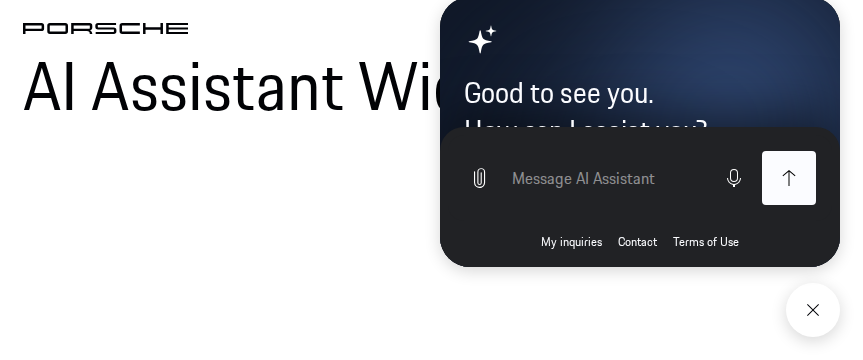 PORSCHE
AI Assistant Wi
Good to see you.
How can I assist you?
Message AI Assistant
My inquiries Contact Terms of Use